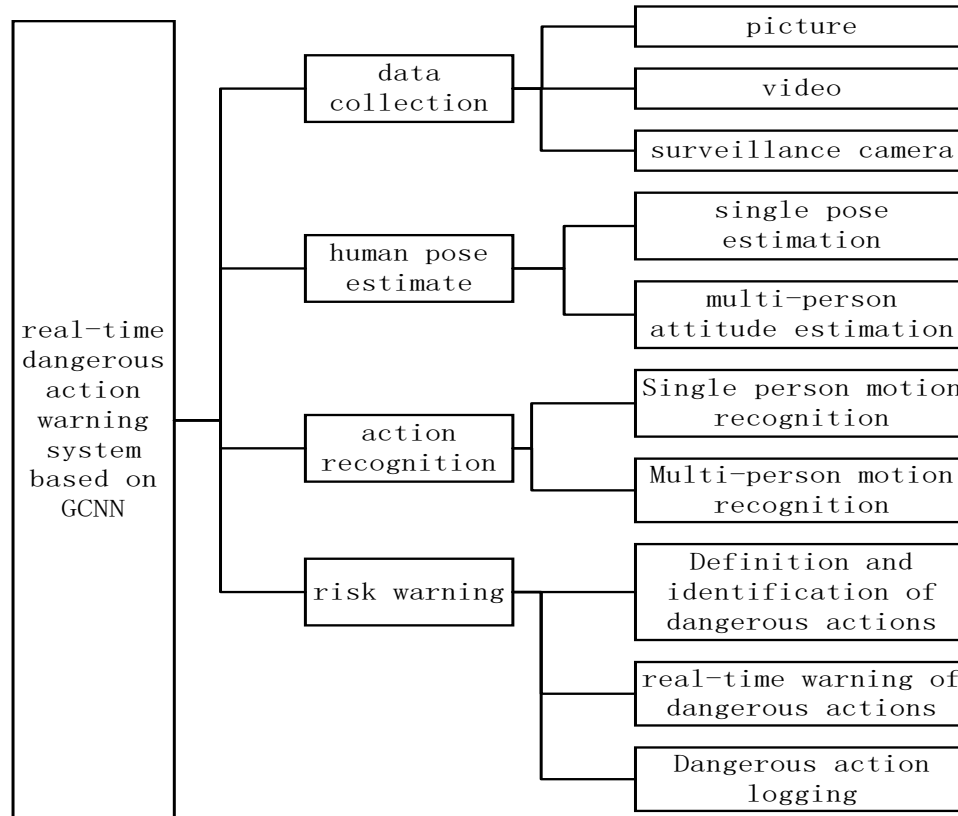 real-time
dangerous
action
warning
system
based on
GCNN
data
collection
picture
video
surveillance camera
human pose
estimate
single pose
estimation
multi-person
attitude estimation
action
recognition
Single person motion
recognition
Multi-person motion
recognition
risk warning
Definition and
identification of
dangerous actions
real-time warning of
dangerous actions
Dangerous action
logging